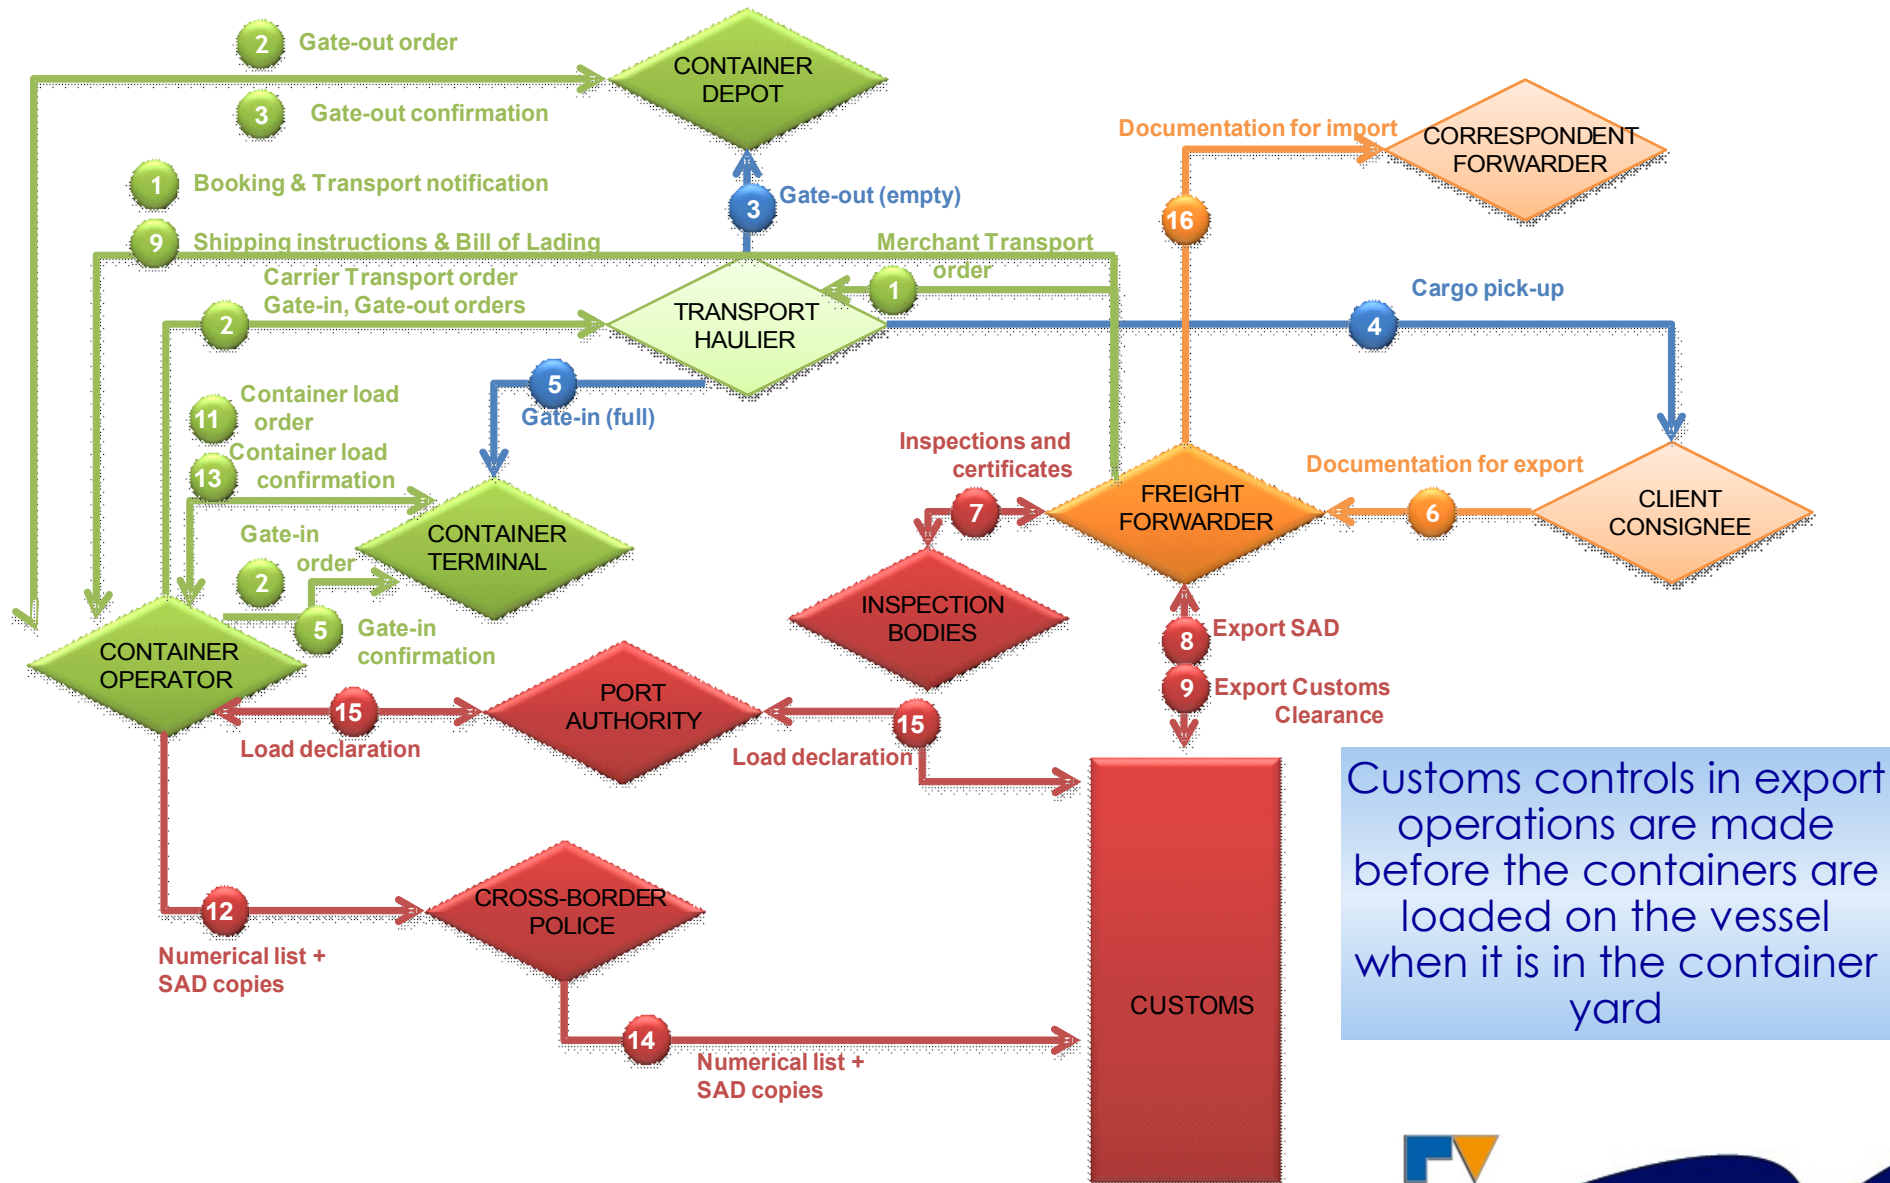 2 Gate-out order
CONTAINER
DEPOT
3 Gate-out confirmation
Documentation for import
CORRESPONDENT
FORWARDER
1 Booking & Transport notification
3 Gate-out (empty)
16
9 Shipping instructions & Bill of Lading
Merchant Transport
order
1
Carrier Transport order
Gate-in, Gate-out orders
2
TRANSPORT
HAULIER
Cargo pick-up
4
5
Gate-in (full)
11 Container load
order
13 Container load
confirmation
Inspections and
certificates
7
FREIGHT
FORWARDER
Documentation for export
6
CLIENT
CONSIGNEE
CONTAINER
TERMINAL
Gate-in
order
2
5 Gate-in
confirmation
INSPECTION
BODIES
8 Export SAD
9 Export Customs
Clearance
CONTAINER
OPERATOR
15
Load declaration
PORT
AUTHORITY
15
Load declaration
Customs controls in export
operations are made
before the containers are
loaded on the vessel
when it is in the container
yard
12
Numerical list +
SAD copies
CROSS-BORDER
POLICE
14
Numerical list +
SAD copies
CUSTOMS